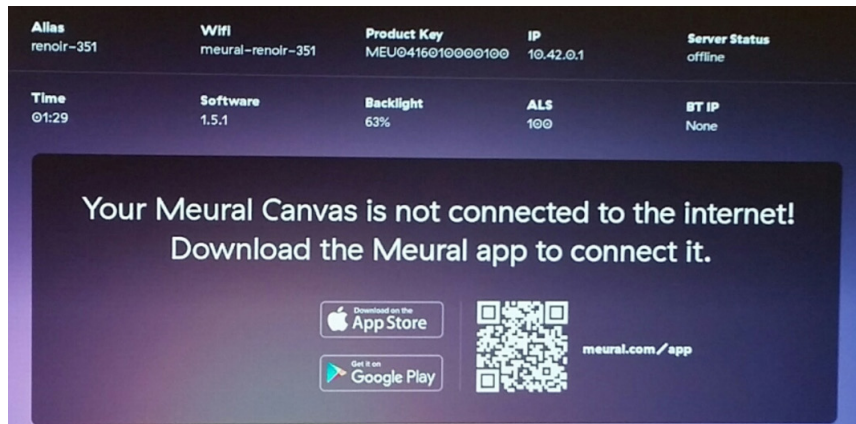 Alias Wifi Product Key IP Server Status
renoir-351 meural-renoir-351 MEU0416010000100 10.42.0.1 offline
Time Software Backlight ALS BT IP
01:29 1.5.1 63% 100 None
Your Meural Canvas is not connected to the internet!
Download the Meural app to connect it.
Download on the
App Store
Get it on
Google Play
meural.com/app